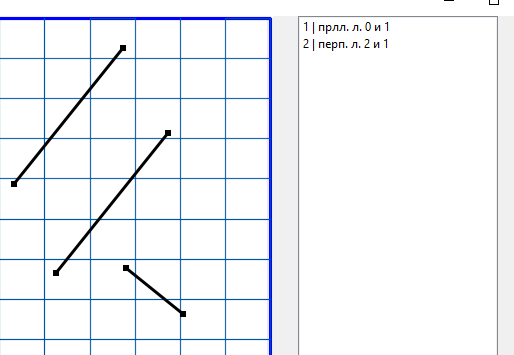 1 | прлл. л. 0 и 1
2 | перп. л. 2 и 1